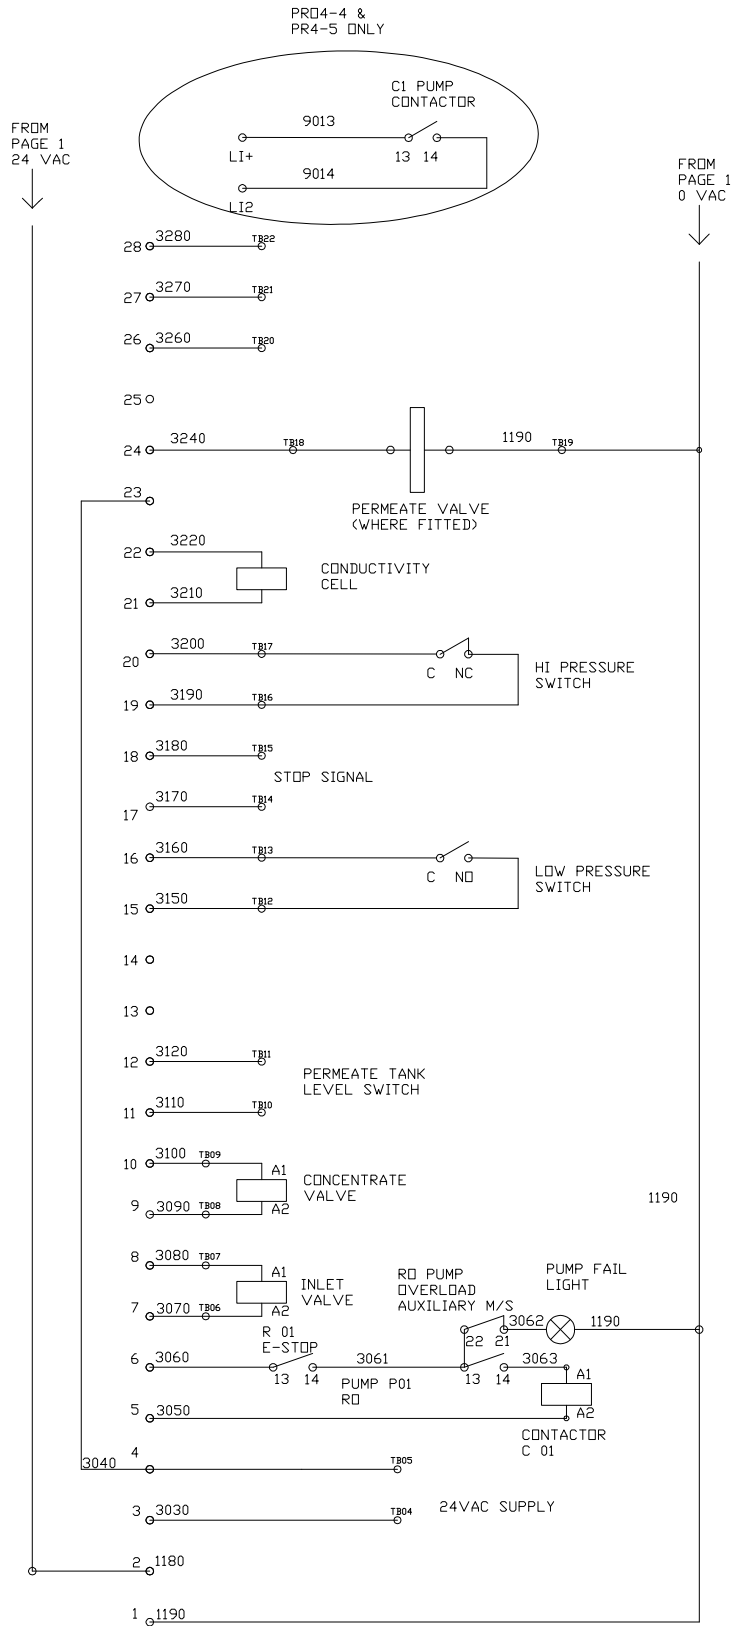 PRO4-4 &
PR4-5 ONLY
C1 PUMP
CONTACTOR
9013
LI+
13 14
9014
LI2
FROM
PAGE 1
24 VAC
FROM
PAGE 1
0 VAC
28 3280 TB22
27 3270 TB21
26 3260 TB20
25
24 3240 TB18 1190 TB19
PERMEATE VALVE
(WHERE FITTED)
23
22 3220
CONDUCTIVITY
CELL
21 3210
20 3200 TB17
C NC
HI PRESSURE
SWITCH
19 3190 TB16
18 3180 TB15
STOP SIGNAL
17 3170 TB14
16 3160 TB13
C NO
LOW PRESSURE
SWITCH
15 3150 TB12
14
13
12 3120 TB11
PERMEATE TANK
LEVEL SWITCH
11 3110 TB10
10 3100 TB09
A1
CONCENTRATE
VALVE
9 3090 TB08 A2
1190
8 3080 TB07
A1
INLET
VALVE
7 3070 TB06 A2
RO PUMP
OVERLOAD
AUXILIARY M/S
PUMP FAIL
LIGHT
22 21 3062 1190
R 01
E-STOP
6 3060 13 14 3061 13 14 3063
PUMP P01
RO
A1
5 3050 A2
CONTACTOR
C 01
4 3040 TB05
24VAC SUPPLY
3 3030 TB04
2 1180
1 1190